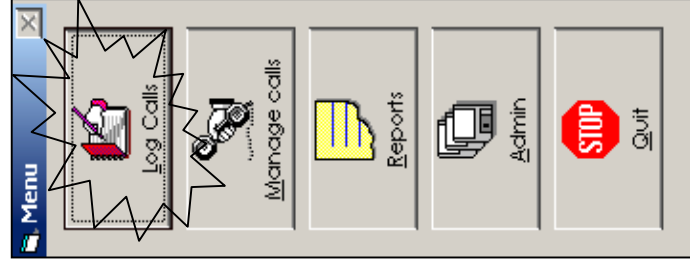 Menu
Log Calls
Manage calls
Reports
Admin
STOP
Quit